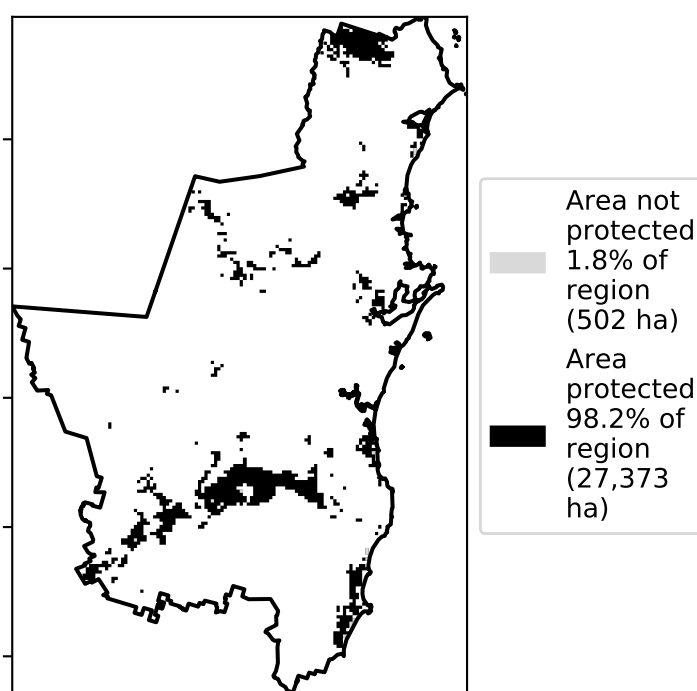 Area not
protected
1.8% of
region
(502 ha)
Area
protected
98.2% of
region
(27,373
ha)